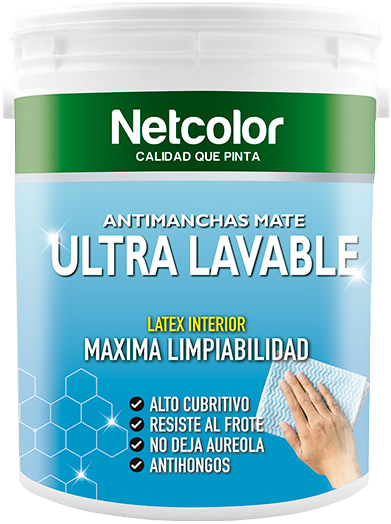 Netcolor
CALIDAD QUE PINTA
ANTIMANCHAS MATE
ULTRA LAVABLE
LATEX INTERIOR
MAXIMA LIMPIABILIDAD
ALTO CUBRITIVO
RESISTE AL FROTE
NO DEJA AUREOLA
ANTIHONGOS